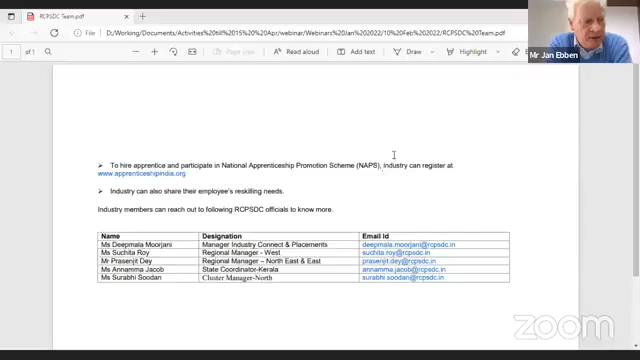 RCPSDC Team.pdf
File
D:/Working/Documents/Activities%20till%2015%20%20Apr/webinar/Webinars%20Jan%202022/10%20Feb%202022/RCPSDC%20Team.pdf
1 of 1
Page view
Read aloud
Add text
Draw
Highlight
Erase
Mr Jan Ebben
➢ To hire apprentice and participate in National Apprenticeship Promotion Scheme (NAPS), industry can register at
www.apprenticeshipindia.org
➢ Industry can also share their employee's reskilling needs.
Industry members can reach out to following RCPSDC officials to know more.
Name Designation Email Id
Ms Deepmala Moorjani Manager Industry Connect & Placements deepmala.moorjani@rcpsdc.in
Ms Suchita Roy Regional Manager - West suchita.roy@rcpsdc.in
Mr Prasenjit Dey Regional Manager – North East & East prasenjit.dey@rcpsdc.in
Ms Annamma Jacob State Coordinator-Kerala annamma.jacob@rcpsdc.in
Ms Surabhi Soodan Cluster Manager-North surabhi.soodan@rcpsdc.in
zoom